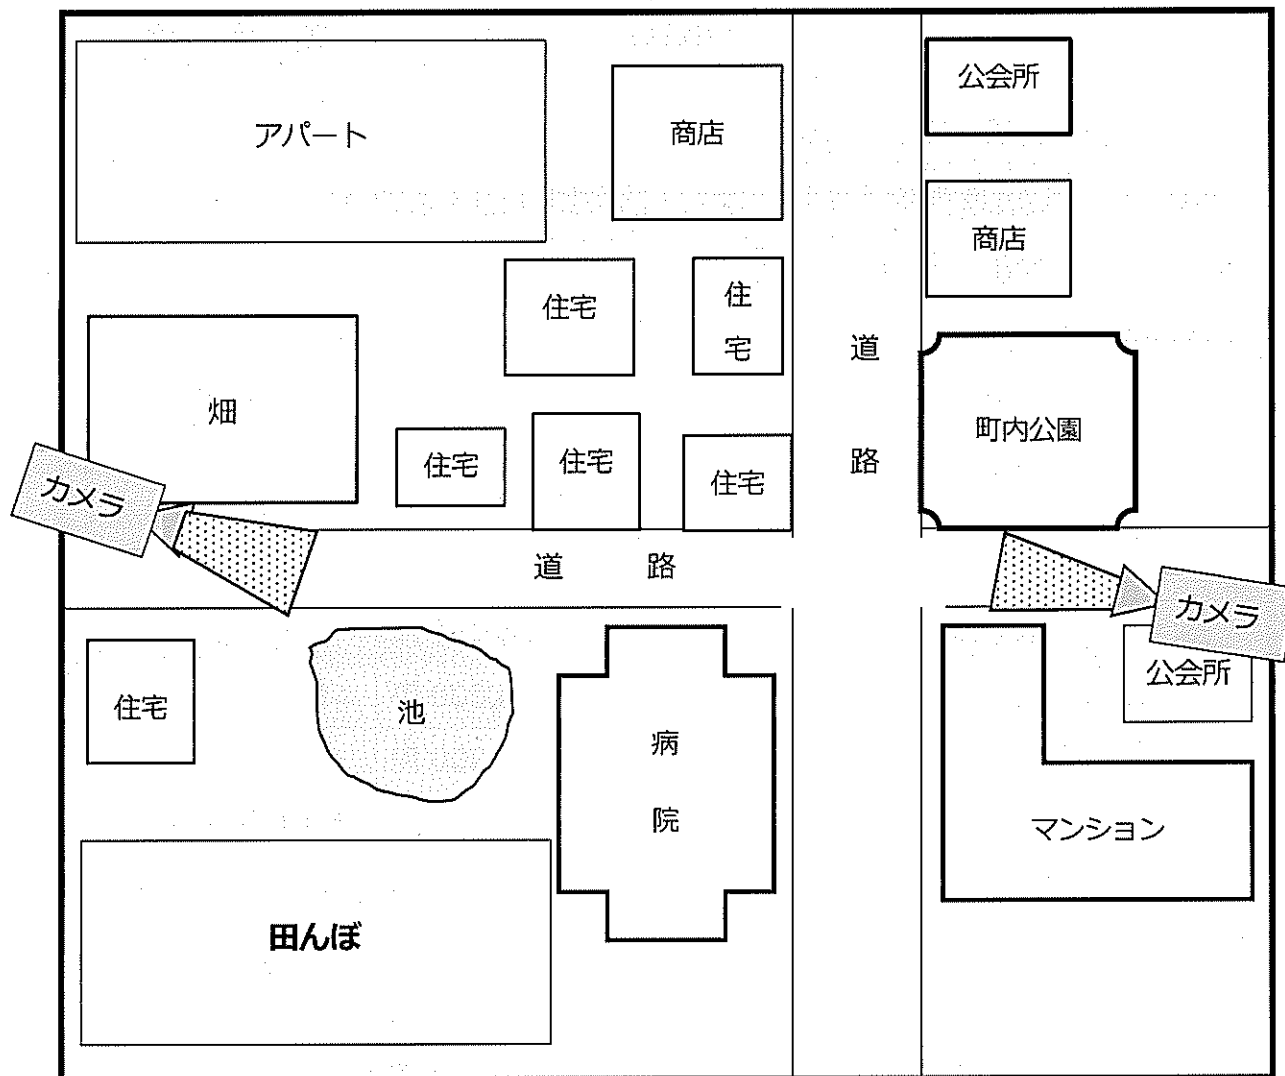 公会所
アパート
商店
商店
住宅
住
宅
道
路
畑
町内公園
住宅
住宅
住宅
カメラ
道 路
カメラ
公会所
住宅
池
病
院
マンション
田んぼ